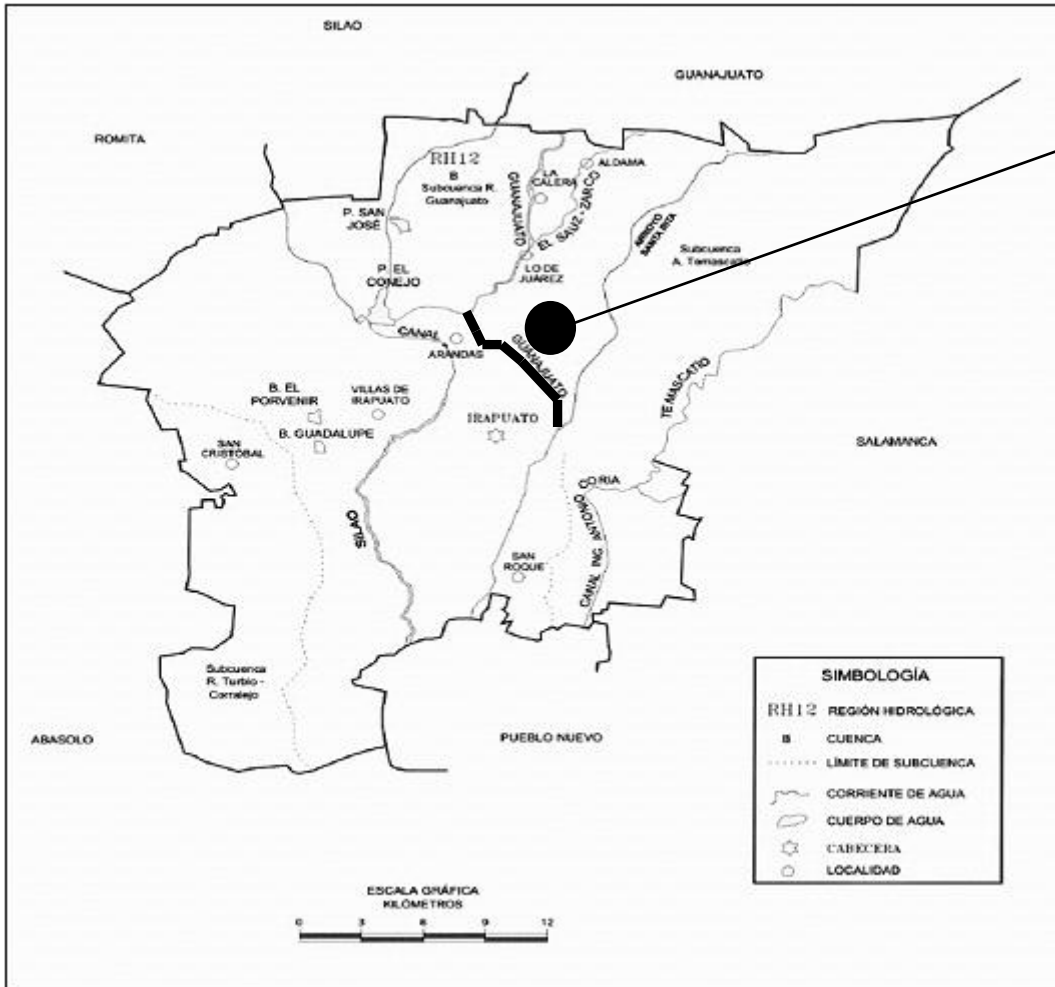 SILAO
GUANAJUATO
ROMITA
RH12
B
Subcuenca R.
Guanajuato
GUANAJUATO
LA
CALERA
ALDAMA
EL SAUZ - ZARCO
P. SAN
JOSÉ
ARROYO
SANTA RITA
Subcuenca
A. Temascatio
LO DE
JUÁREZ
P. EL
CONEJO
CANAL
ARANDAS
GUANAJUATO
TEMASCATIO
B. EL
PORVENIR
VILLAS DE
IRAPUATO
IRAPUATO
B. GUADALUPE
SAN
CRISTÓBAL
SALAMANCA
SILAO
CANAL ING ANTONIO CORIA
SAN
ROQUE
Subcuenca
R. Turbio -
Corralejo
ABASOLO
PUEBLO NUEVO
SIMBOLOGÍA
RH12 REGIÓN HIDROLÓGICA
B CUENCA
LÍMITE DE SUBCUENCA
CORRIENTE DE AGUA
CUERPO DE AGUA
CABECERA
LOCALIDAD
ESCALA GRÁFICA
KILÓMETROS
0 3 6 9 12